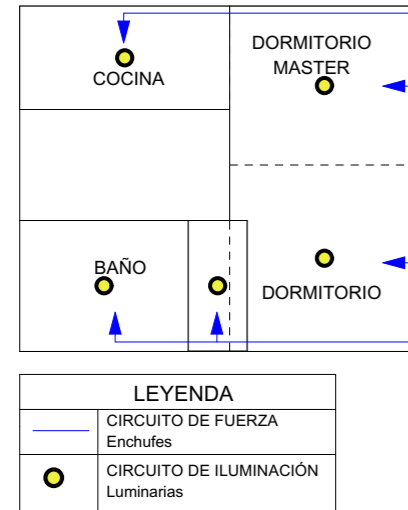 DORMITORIO
MASTER
COCINA
BAÑO
DORMITORIO
LEYENDA
CIRCUITO DE FUERZA
Enchufes
CIRCUITO DE ILUMINACIÓN
Luminarias